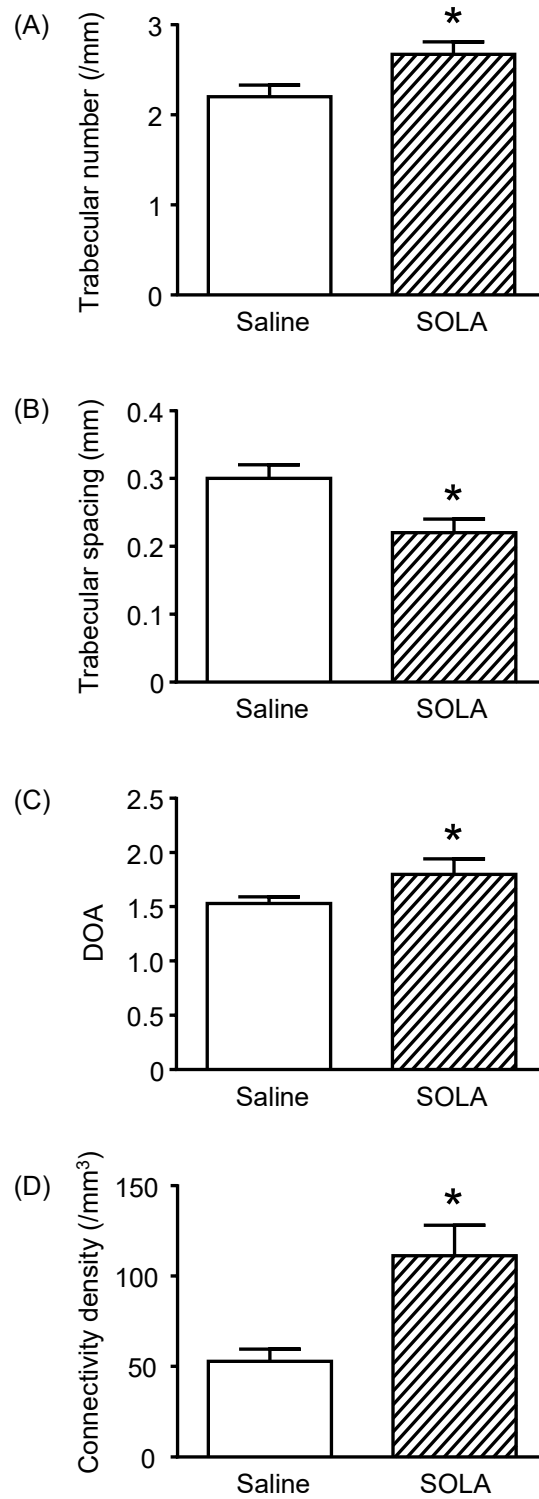 (A)
Trabecular number (/mm)
3
2
1
0
*
Saline SOLA
(B)
Trabecular spacing (mm)
0.4
0.3
0.2
0.1
0
*
Saline SOLA
(C)
DOA
2.5
2.0
1.5
1.0
0.5
0
*
Saline SOLA
(D)
Connectivity density (/mm³)
150
100
50
0
*
Saline SOLA